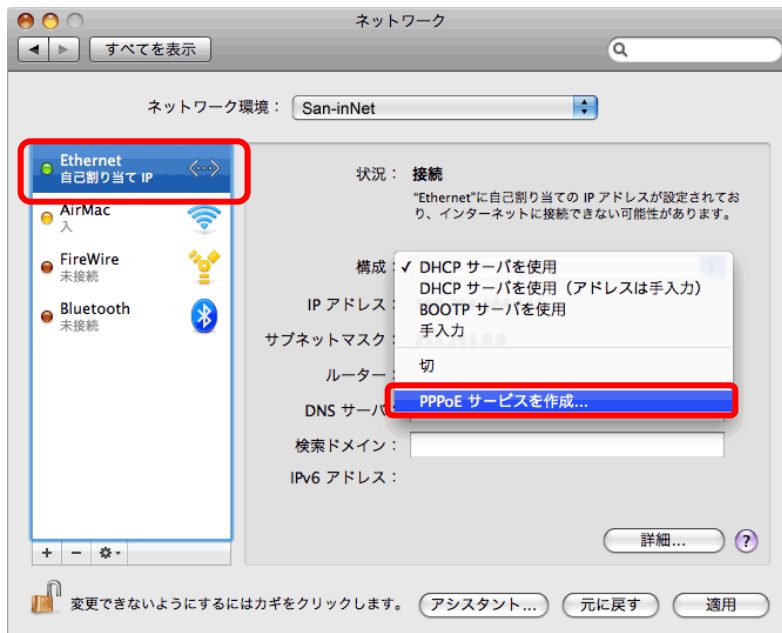 ネットワーク
すべてを表示
ネットワーク環境： San-inNet
Ethernet
自己割り当て IP
AirMac
入
FireWire
未接続
Bluetooth
未接続
状況： 接続
“Ethernet”に自己割り当ての IP アドレスが設定されてお
り、インターネットに接続できない可能性があります。
構成： ✓ DHCP サーバを使用
DHCP サーバを使用（アドレスは手入力）
BOOTP サーバを使用
手入力
切
PPPoE サービスを作成...
IP アドレス：
サブネットマスク：
ルーター：
DNS サーバ：
検索ドメイン：
IPv6 アドレス：
詳細... ?
+ −
変更できないようにするにはカギをクリックします。
アシスタント... 元に戻す 適用